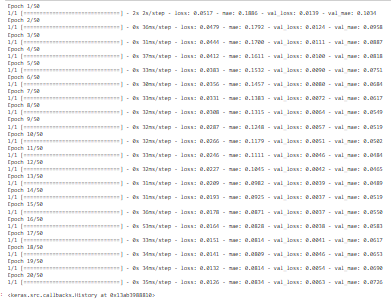 Epoch 1/50
1/1 [==============================] - 2s 2s/step - loss: 0.0517 - mae: 0.1886 - val_loss: 0.0139 - val_mae: 0.1034
Epoch 2/50
1/1 [==============================] - 0s 36ms/step - loss: 0.0479 - mae: 0.1792 - val_loss: 0.0124 - val_mae: 0.0958
Epoch 3/50
1/1 [==============================] - 0s 31ms/step - loss: 0.0444 - mae: 0.1700 - val_loss: 0.0111 - val_mae: 0.0887
Epoch 4/50
1/1 [==============================] - 0s 32ms/step - loss: 0.0412 - mae: 0.1611 - val_loss: 0.0100 - val_mae: 0.0818
Epoch 5/50
1/1 [==============================] - 0s 33ms/step - loss: 0.0383 - mae: 0.1532 - val_loss: 0.0090 - val_mae: 0.0751
Epoch 6/50
1/1 [==============================] - 0s 30ms/step - loss: 0.0356 - mae: 0.1457 - val_loss: 0.0080 - val_mae: 0.0684
Epoch 7/50
1/1 [==============================] - 0s 33ms/step - loss: 0.0331 - mae: 0.1383 - val_loss: 0.0072 - val_mae: 0.0617
Epoch 8/50
1/1 [==============================] - 0s 32ms/step - loss: 0.0308 - mae: 0.1315 - val_loss: 0.0064 - val_mae: 0.0549
Epoch 9/50
1/1 [==============================] - 0s 32ms/step - loss: 0.0287 - mae: 0.1248 - val_loss: 0.0057 - val_mae: 0.0519
Epoch 10/50
1/1 [==============================] - 0s 32ms/step - loss: 0.0266 - mae: 0.1179 - val_loss: 0.0051 - val_mae: 0.0502
Epoch 11/50
1/1 [==============================] - 0s 34ms/step - loss: 0.0246 - mae: 0.1111 - val_loss: 0.0046 - val_mae: 0.0484
Epoch 12/50
1/1 [==============================] - 0s 33ms/step - loss: 0.0227 - mae: 0.1045 - val_loss: 0.0042 - val_mae: 0.0465
Epoch 13/50
1/1 [==============================] - 0s 33ms/step - loss: 0.0209 - mae: 0.0982 - val_loss: 0.0039 - val_mae: 0.0489
Epoch 14/50
1/1 [==============================] - 0s 31ms/step - loss: 0.0193 - mae: 0.0925 - val_loss: 0.0037 - val_mae: 0.0519
Epoch 15/50
1/1 [==============================] - 0s 36ms/step - loss: 0.0178 - mae: 0.0871 - val_loss: 0.0037 - val_mae: 0.0550
Epoch 16/50
1/1 [==============================] - 0s 33ms/step - loss: 0.0164 - mae: 0.0828 - val_loss: 0.0038 - val_mae: 0.0583
Epoch 17/50
1/1 [==============================] - 0s 33ms/step - loss: 0.0151 - mae: 0.0814 - val_loss: 0.0041 - val_mae: 0.0617
Epoch 18/50
1/1 [==============================] - 0s 34ms/step - loss: 0.0141 - mae: 0.0809 - val_loss: 0.0046 - val_mae: 0.0653
Epoch 19/50
1/1 [==============================] - 0s 34ms/step - loss: 0.0132 - mae: 0.0814 - val_loss: 0.0054 - val_mae: 0.0690
Epoch 20/50
1/1 [==============================] - 0s 35ms/step - loss: 0.0126 - mae: 0.0834 - val_loss: 0.0063 - val_mae: 0.0726